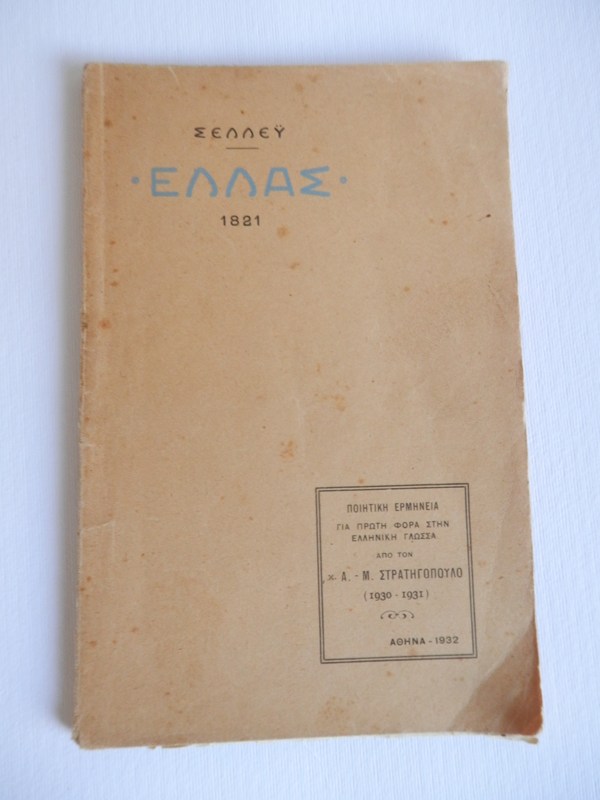 ΣΕΛΛΕΫ
·ΕΛΛΑΣ·
1821
ΠΟΙΗΤΙΚΗ ΕΡΜΗΝΕΙΑ
ΓΙΑ ΠΡΩΤΗ ΦΟΡΑ ΣΤΗΝ
ΕΛΛΗΝΙΚΗ ΓΛΩΣΣΑ
ΑΠΟ ΤΟΝ
κ. Α. - Μ. ΣΤΡΑΤΗΓΟΠΟΥΛΟ
(1930 - 1931)
ΑΘΗΝΑ - 1932